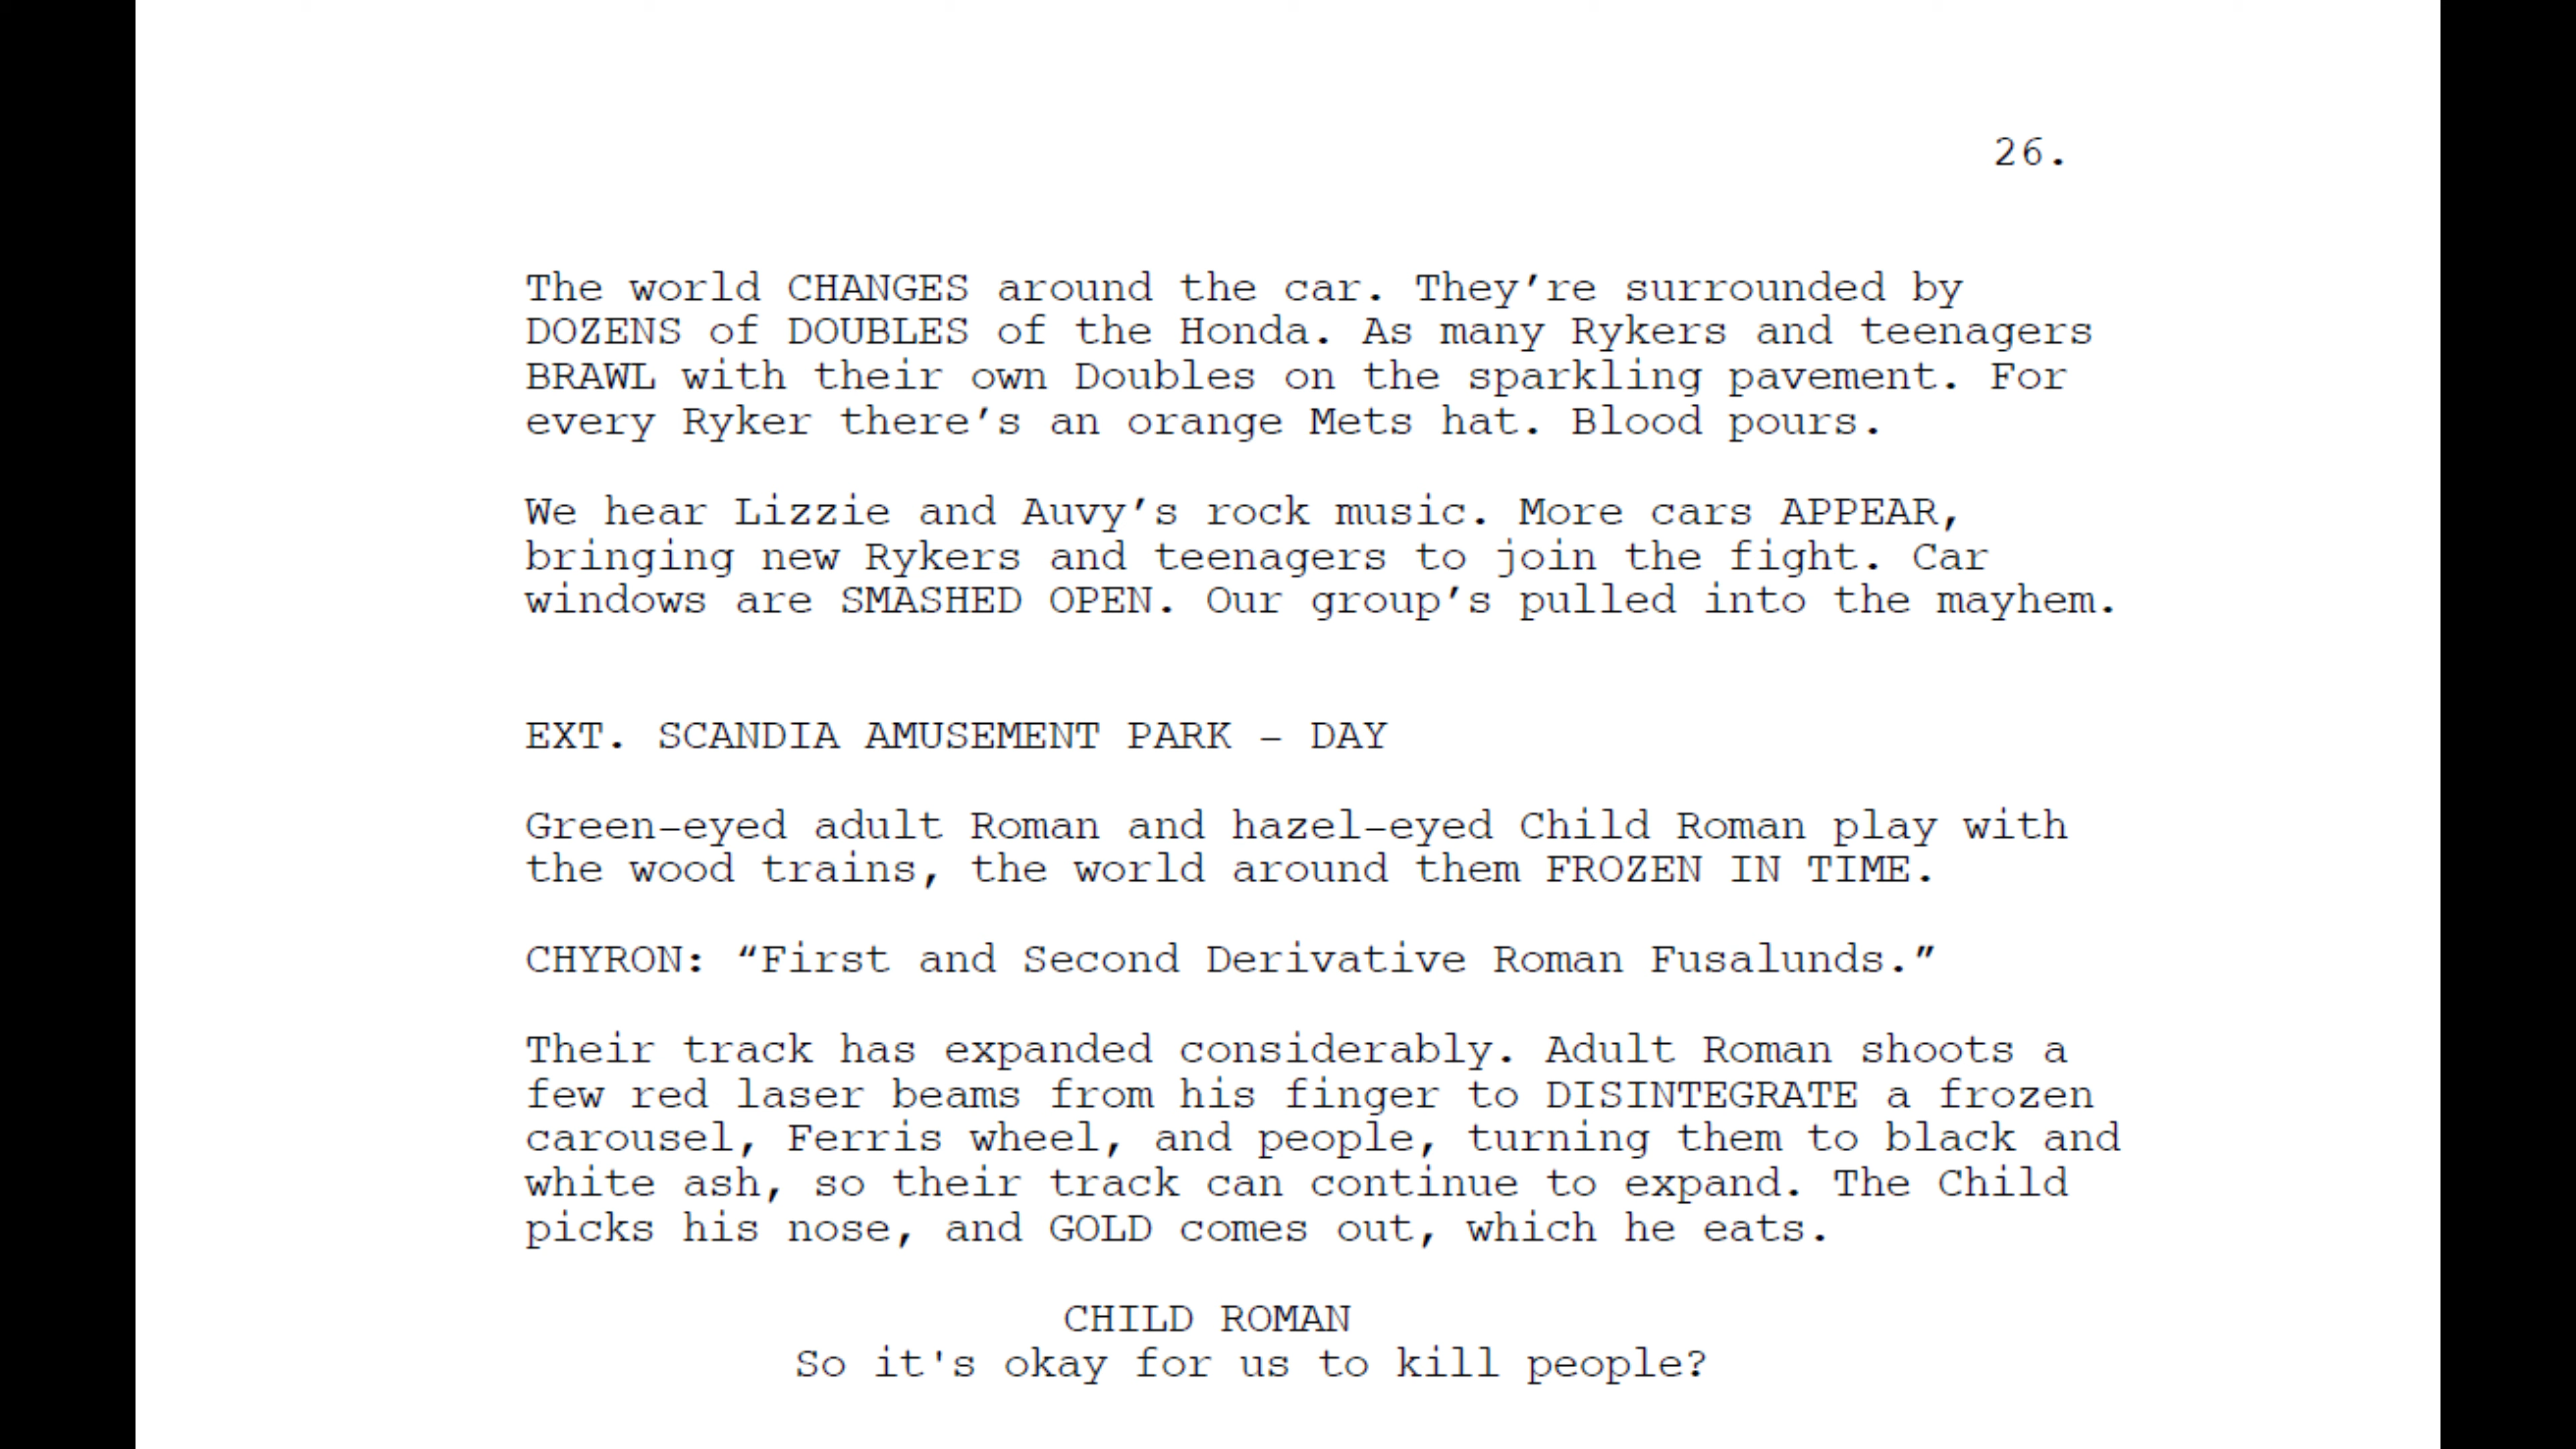 26.
The world CHANGES around the car. They’re surrounded by
DOZENS of DOUBLES of the Honda. As many Rykers and teenagers
BRAWL with their own Doubles on the sparkling pavement. For
every Ryker there’s an orange Mets hat. Blood pours.
We hear Lizzie and Auvy’s rock music. More cars APPEAR,
bringing new Rykers and teenagers to join the fight. Car
windows are SMASHED OPEN. Our group’s pulled into the mayhem.
EXT. SCANDIA AMUSEMENT PARK - DAY
Green-eyed adult Roman and hazel-eyed Child Roman play with
the wood trains, the world around them FROZEN IN TIME.
CHYRON: “First and Second Derivative Roman Fusalunds.”
Their track has expanded considerably. Adult Roman shoots a
few red laser beams from his finger to DISINTEGRATE a frozen
carousel, Ferris wheel, and people, turning them to black and
white ash, so their track can continue to expand. The Child
picks his nose, and GOLD comes out, which he eats.
CHILD ROMAN
So it's okay for us to kill people?